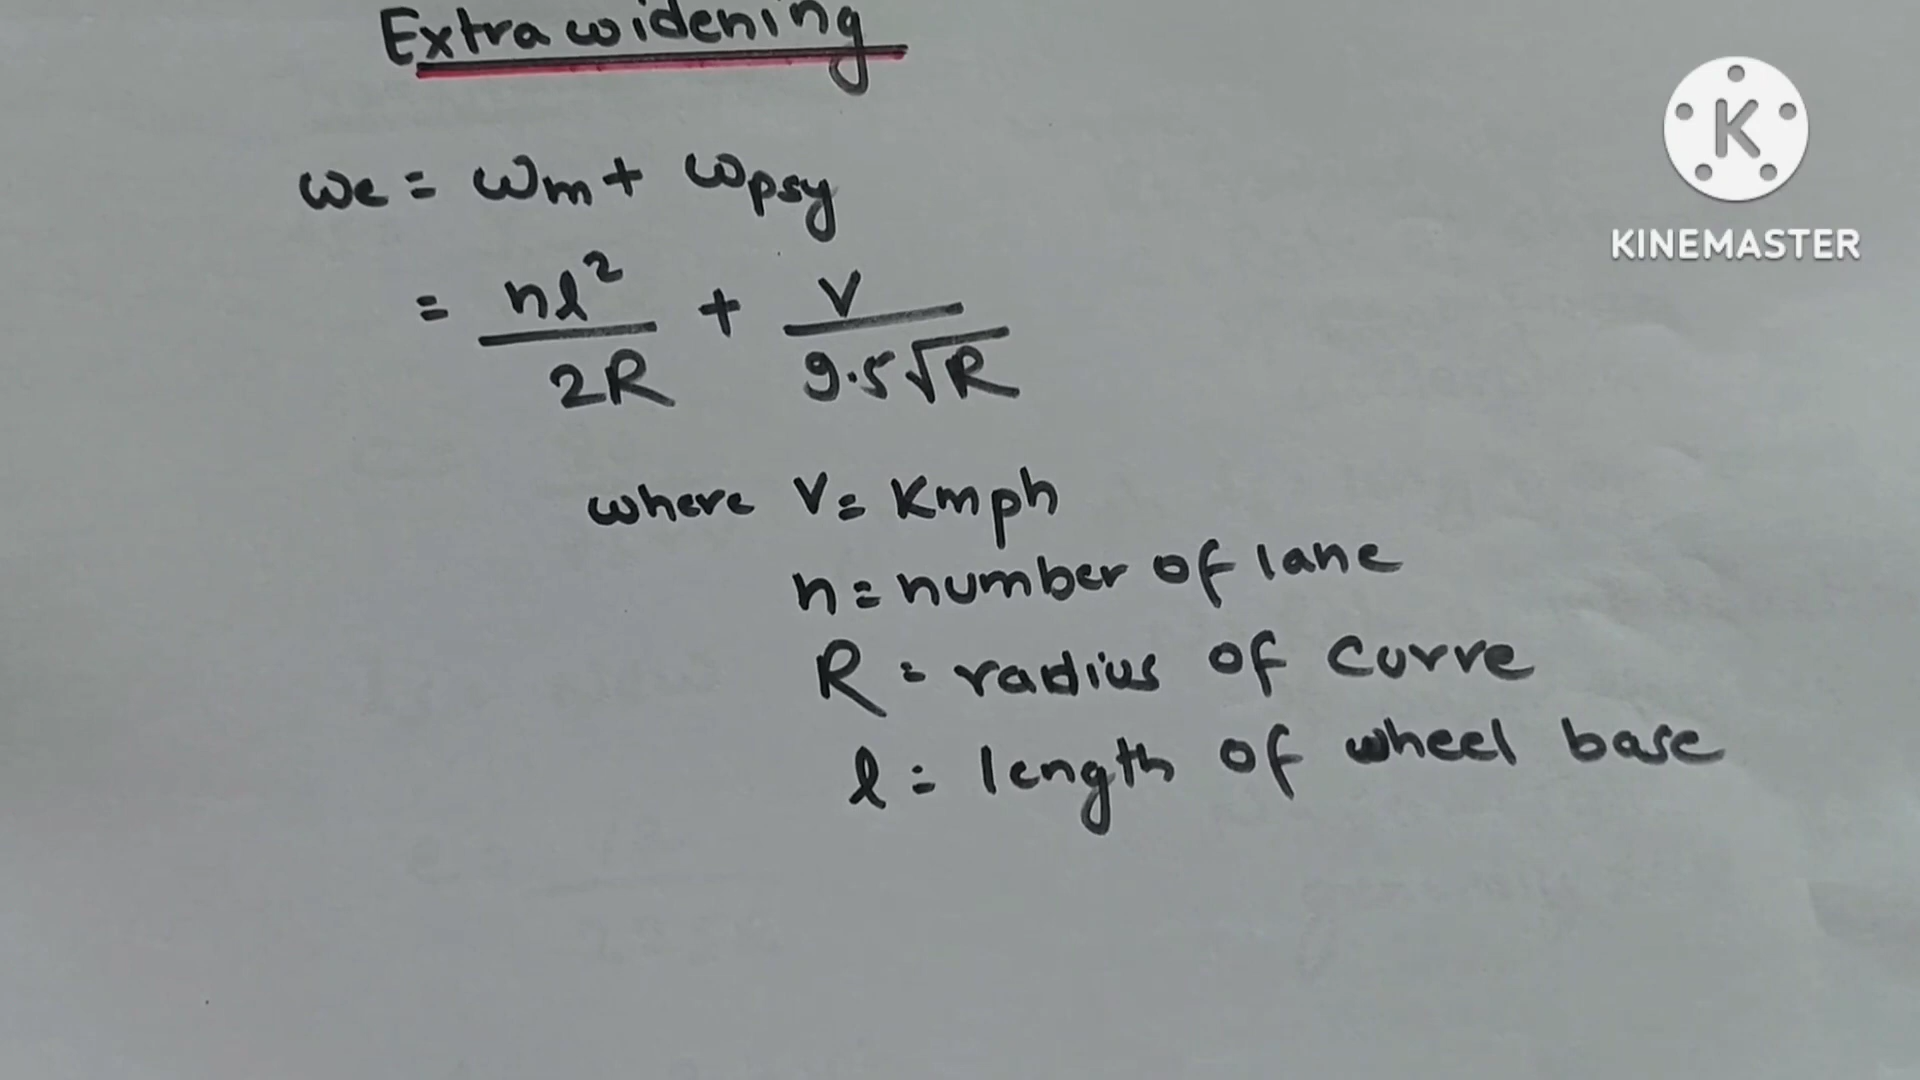 Extra widening
We = Wm + Wpsy
= nl²/2R + V/9.5√R
where V = Kmph
n = number of lane
R = radius of curve
l = length of wheel base
K
KINEMASTER